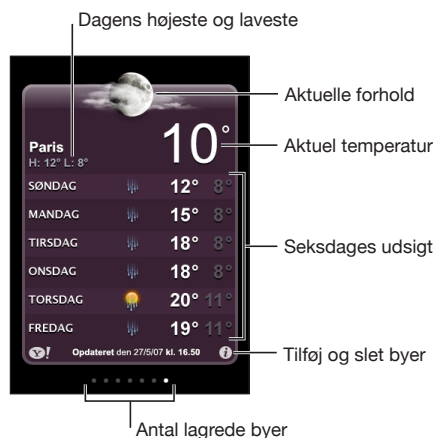 Dagens højeste og laveste
Aktuelle forhold
10°
Aktuel temperatur
Paris
H: 12° L: 8°
SØNDAG 12° 8°
MANDAG 15° 8°
TIRSDAG 18° 8°
Seksdages udsigt
ONSDAG 18° 8°
TORSDAG 20° 11°
FREDAG 19° 11°
Y! Opdateret den 27/5/07 kl. 16.50 i
Tilføj og slet byer
Antal lagrede byer